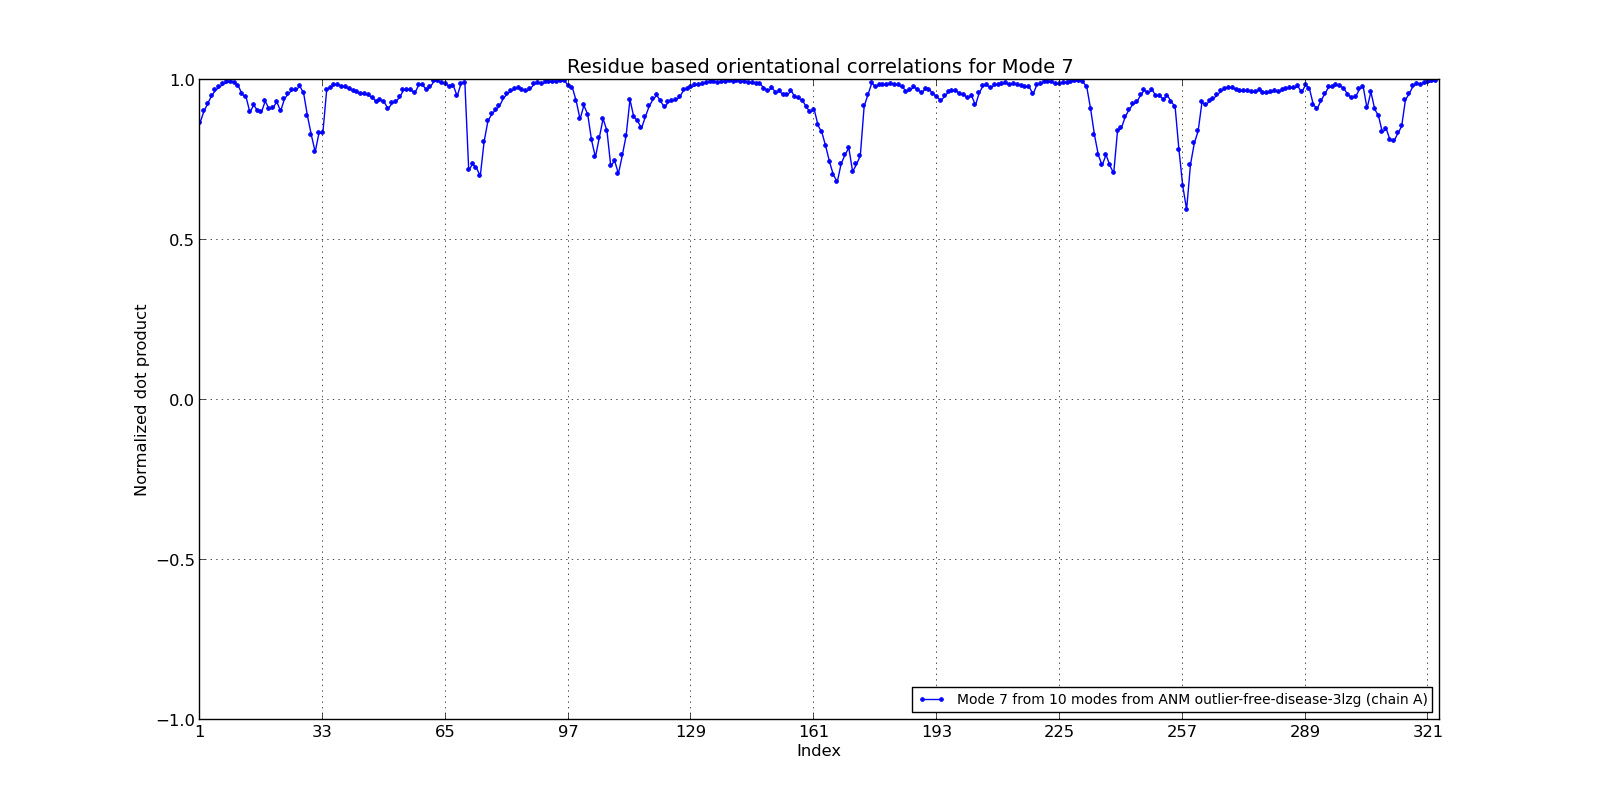 Residue based orientational correlations for Mode 7
1.0
0.5
0.0
−0.5
−1.0
Normalized dot product
1 33 65 97 129 161 193 225 257 289 321
Index
Mode 7 from 10 modes from ANM outlier-free-disease-3lzg (chain A)